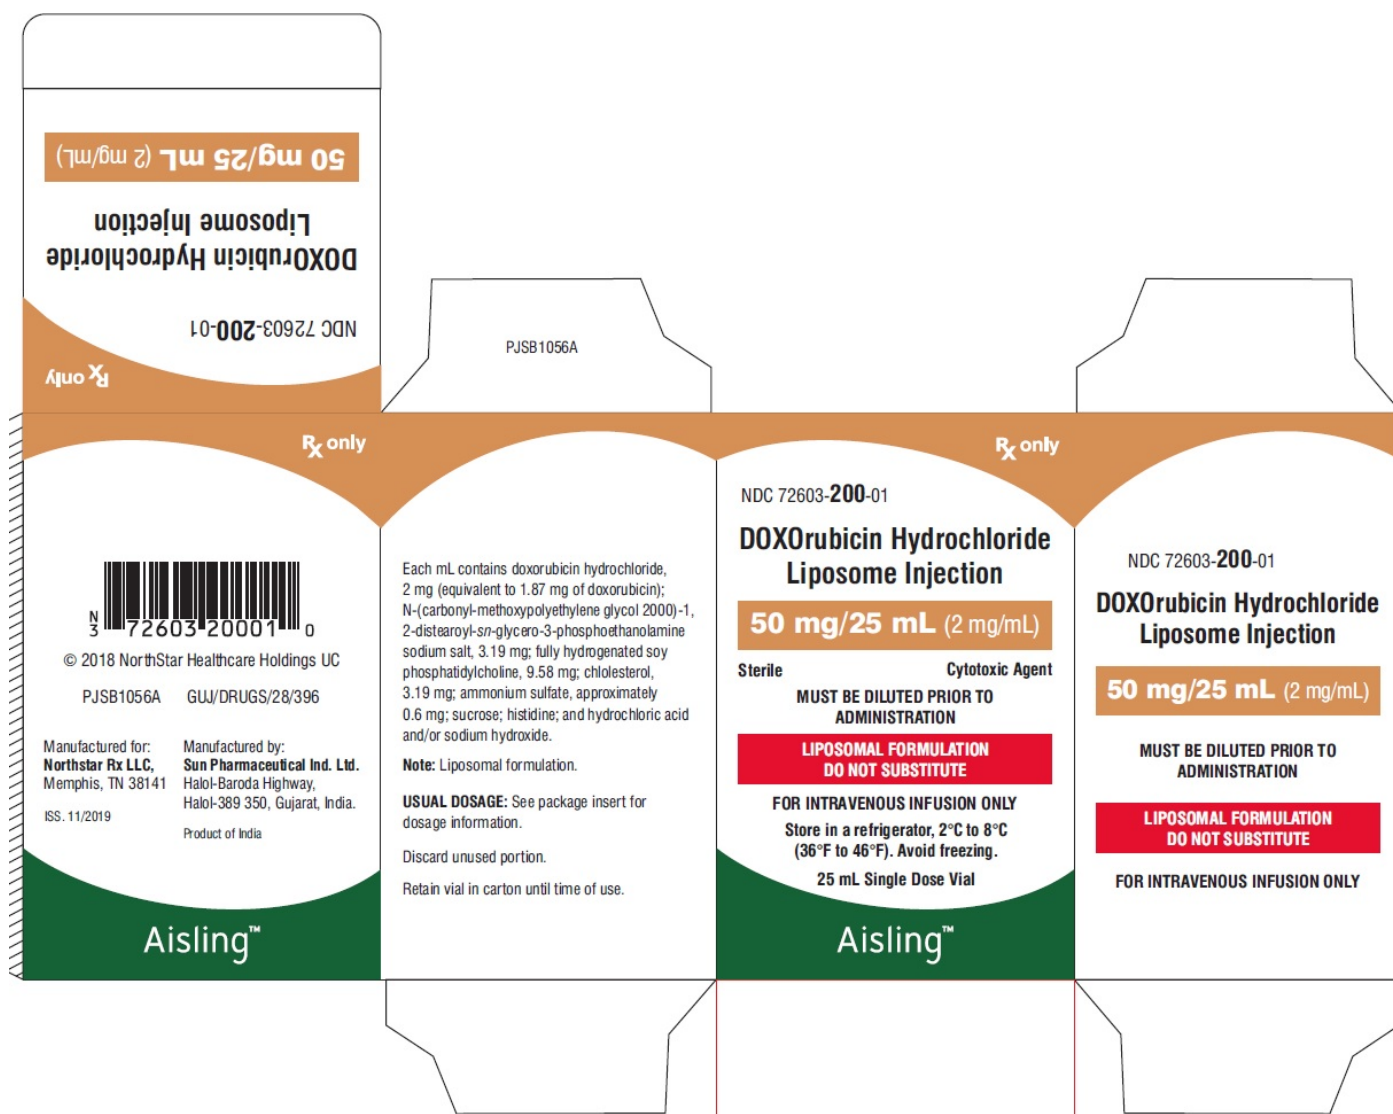 50 mg/25 mL (2 mg/mL)
DOXOrubicin Hydrochloride
Liposome Injection
NDC 72603-200-01
Rx only
PJSB1056A
Rx only
N
3 72603 20001 0
© 2018 NorthStar Healthcare Holdings UC
PJSB1056A GUJ/DRUGS/28/396
Manufactured for:
Northstar Rx LLC,
Memphis, TN 38141
ISS. 11/2019
Manufactured by:
Sun Pharmaceutical Ind. Ltd.
Halol-Baroda Highway,
Halol-389 350, Gujarat, India.
Product of India
Aisling™
Each mL contains doxorubicin hydrochloride,
2 mg (equivalent to 1.87 mg of doxorubicin);
N-(carbonyl-methoxypolyethylene glycol 2000)-1,
2-distearoyl-sn-glycero-3-phosphoethanolamine
sodium salt, 3.19 mg; fully hydrogenated soy
phosphatidylcholine, 9.58 mg; chlolesterol,
3.19 mg; ammonium sulfate, approximately
0.6 mg; sucrose; histidine; and hydrochloric acid
and/or sodium hydroxide.
Note: Liposomal formulation.
USUAL DOSAGE: See package insert for
dosage information.
Discard unused portion.
Retain vial in carton until time of use.
Rx only
NDC 72603-200-01
DOXOrubicin Hydrochloride
Liposome Injection
50 mg/25 mL (2 mg/mL)
Sterile Cytotoxic Agent
MUST BE DILUTED PRIOR TO
ADMINISTRATION
LIPOSOMAL FORMULATION
DO NOT SUBSTITUTE
FOR INTRAVENOUS INFUSION ONLY
Store in a refrigerator, 2°C to 8°C
(36°F to 46°F). Avoid freezing.
25 mL Single Dose Vial
Aisling™
NDC 72603-200-01
DOXOrubicin Hydrochloride
Liposome Injection
50 mg/25 mL (2 mg/mL)
MUST BE DILUTED PRIOR TO
ADMINISTRATION
LIPOSOMAL FORMULATION
DO NOT SUBSTITUTE
FOR INTRAVENOUS INFUSION ONLY